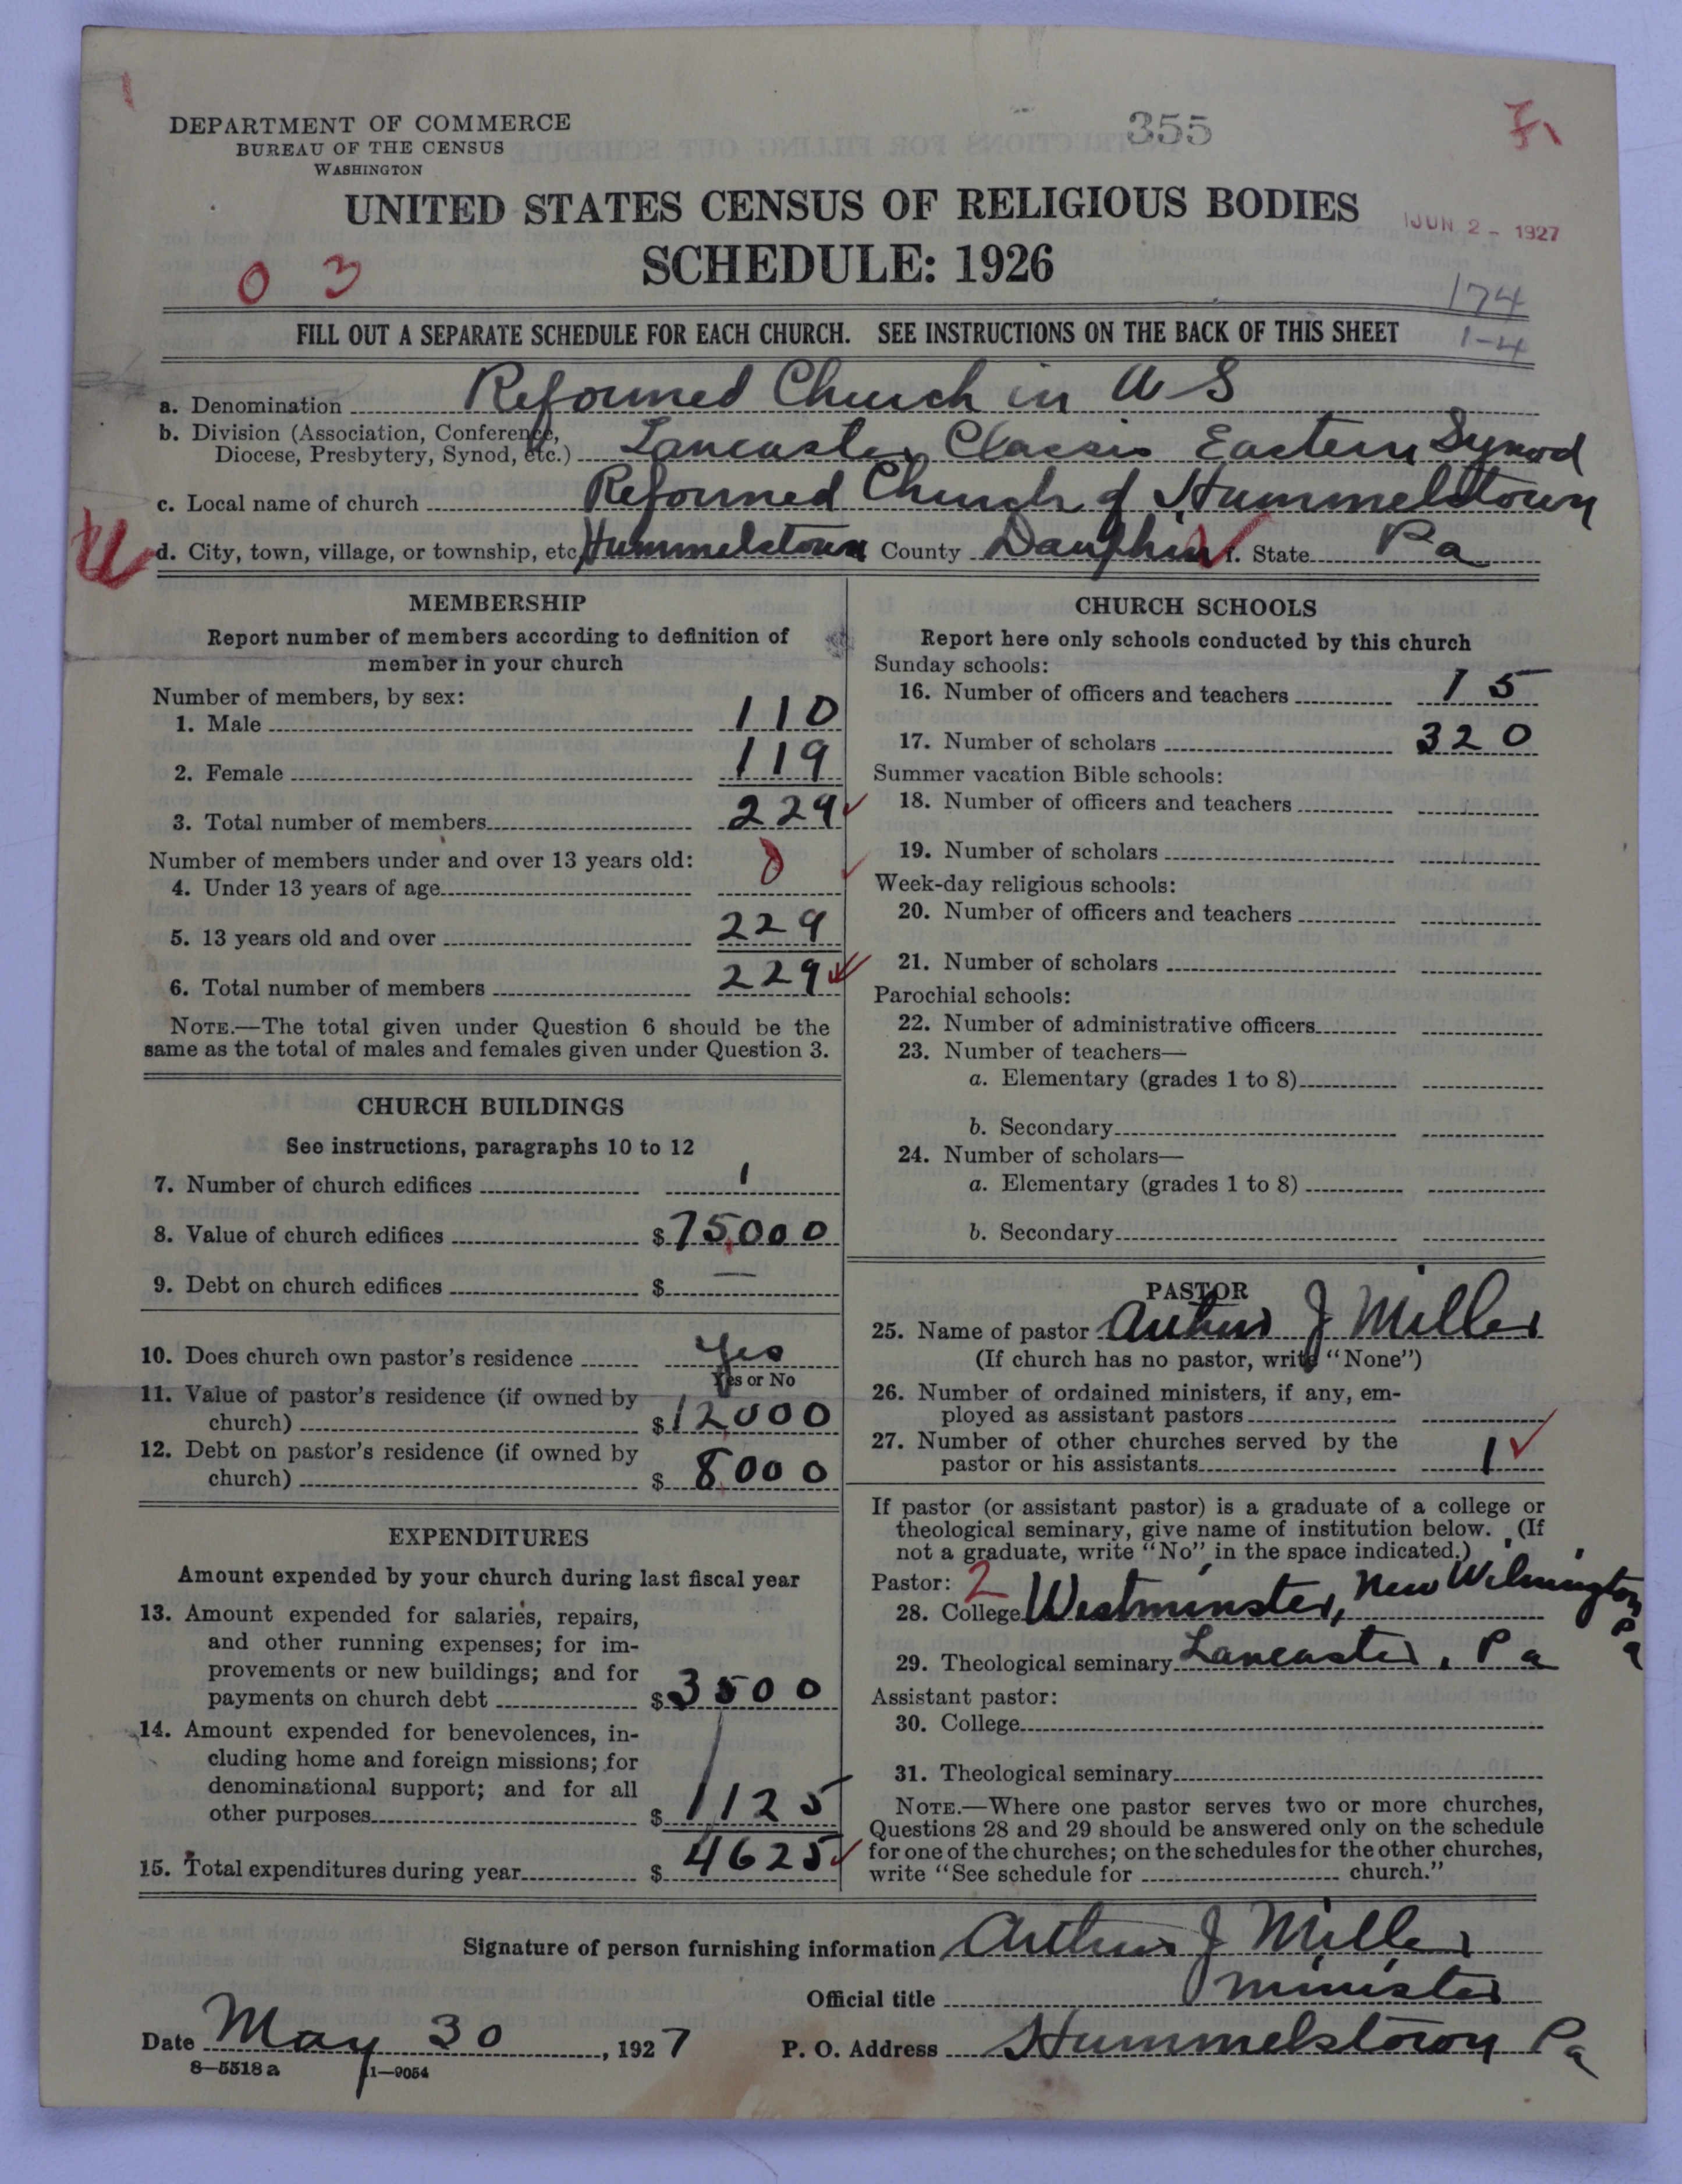 DEPARTMENT OF COMMERCE
BUREAU OF THE CENSUS
WASHINGTON
355
UNITED STATES CENSUS OF RELIGIOUS BODIES
JUN 2 - 1927
SCHEDULE: 1926
0 3
174
FILL OUT A SEPARATE SCHEDULE FOR EACH CHURCH. SEE INSTRUCTIONS ON THE BACK OF THIS SHEET
1-4
a. Denomination Reformed Church in U S
b. Division (Association, Conference,
Diocese, Presbytery, Synod, etc.) Lancaster Classis Eastern Synod
c. Local name of church Reformed Church of Hummelstown
d. City, town, village, or township, etc. Hummelstown County Dauphin f. State Pa
MEMBERSHIP
Report number of members according to definition of
member in your church
Number of members, by sex:
1. Male 110
2. Female 119
3. Total number of members 229
Number of members under and over 13 years old:
4. Under 13 years of age 0
5. 13 years old and over 229
6. Total number of members 229
NOTE.—The total given under Question 6 should be the
same as the total of males and females given under Question 3.
CHURCH BUILDINGS
See instructions, paragraphs 10 to 12
7. Number of church edifices 1
8. Value of church edifices $75,000
9. Debt on church edifices $ —
10. Does church own pastor's residence Yes
Yes or No
11. Value of pastor's residence (if owned by
church) $12,000
12. Debt on pastor's residence (if owned by
church) $8,000
EXPENDITURES
Amount expended by your church during last fiscal year
13. Amount expended for salaries, repairs,
and other running expenses; for im-
provements or new buildings; and for
payments on church debt $3500
14. Amount expended for benevolences, in-
cluding home and foreign missions; for
denominational support; and for all
other purposes $1125
15. Total expenditures during year $4625
CHURCH SCHOOLS
Report here only schools conducted by this church
Sunday schools:
16. Number of officers and teachers 15
17. Number of scholars 320
Summer vacation Bible schools:
18. Number of officers and teachers
19. Number of scholars
Week-day religious schools:
20. Number of officers and teachers
21. Number of scholars
Parochial schools:
22. Number of administrative officers
23. Number of teachers—
a. Elementary (grades 1 to 8)
b. Secondary
24. Number of scholars—
a. Elementary (grades 1 to 8)
b. Secondary
PASTOR
25. Name of pastor Arthur J Miller
(If church has no pastor, write "None")
26. Number of ordained ministers, if any, em-
ployed as assistant pastors
27. Number of other churches served by the
pastor or his assistants 1
If pastor (or assistant pastor) is a graduate of a college or
theological seminary, give name of institution below. (If
not a graduate, write "No" in the space indicated.)
Pastor: 2
28. College Westminster, New Wilmington Pa
29. Theological seminary Lancaster, Pa
Assistant pastor:
30. College
31. Theological seminary
NOTE.—Where one pastor serves two or more churches,
Questions 28 and 29 should be answered only on the schedule
for one of the churches; on the schedules for the other churches,
write "See schedule for church."
Signature of person furnishing information Arthur J Miller
Official title Minister
Date May 30, 1927 P. O. Address Hummelstown Pa
8—5518a 11—9054